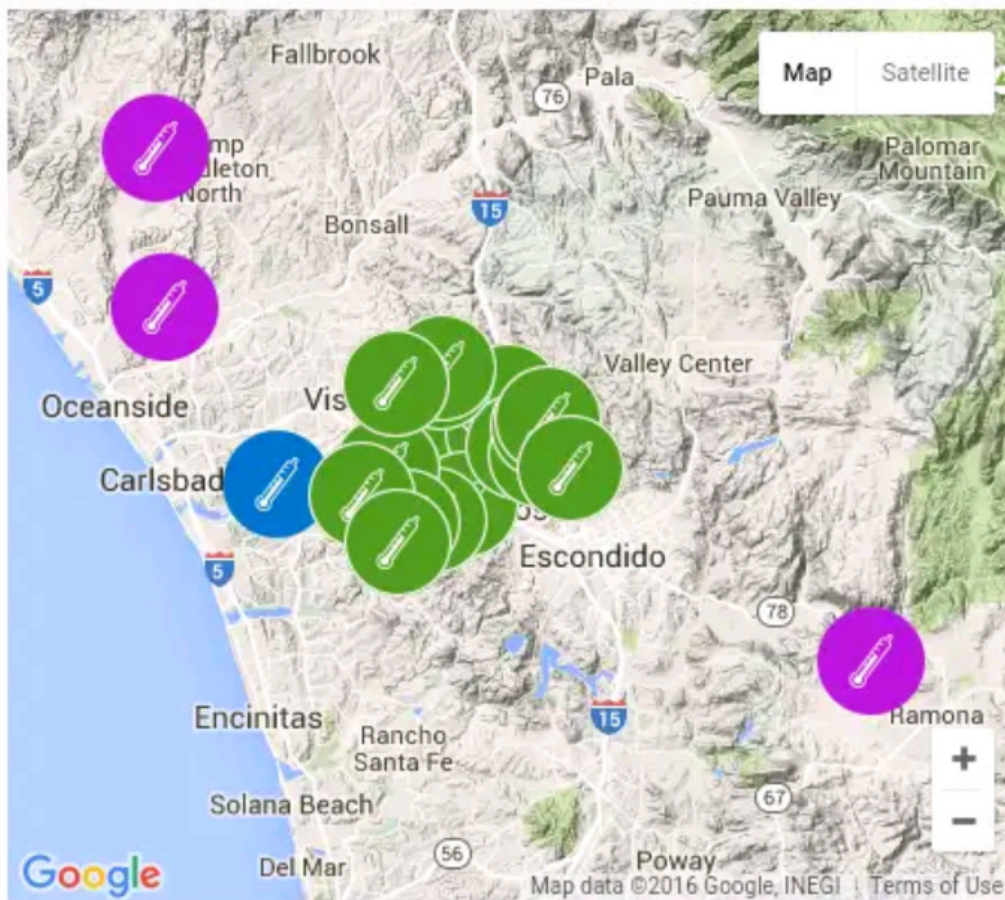 Fallbrook
Map Satellite
Pala
76
Palomar
Mountain
North
Pauma Valley
Bonsall
15
5
Valley Center
Oceanside
Carlsbad
Escondido
5
78
Encinitas
15
Ramona
Rancho
Santa Fe
Solana Beach
67
Del Mar
56
Poway
Google
Map data ©2016 Google, INEGI
Terms of Use